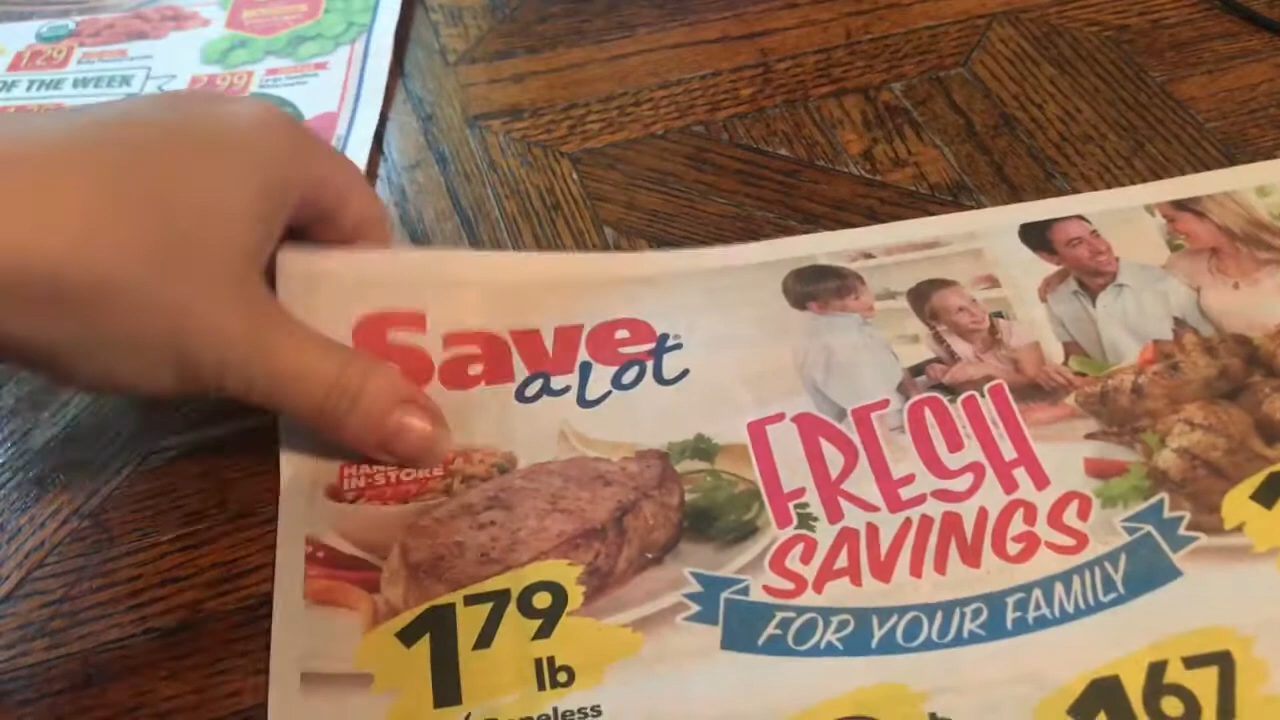 1.29
OF THE WEEK
2.99
Save
a Lot
IN-STORE
FRESH
SAVINGS
FOR YOUR FAMILY
1 79
lb
1 67